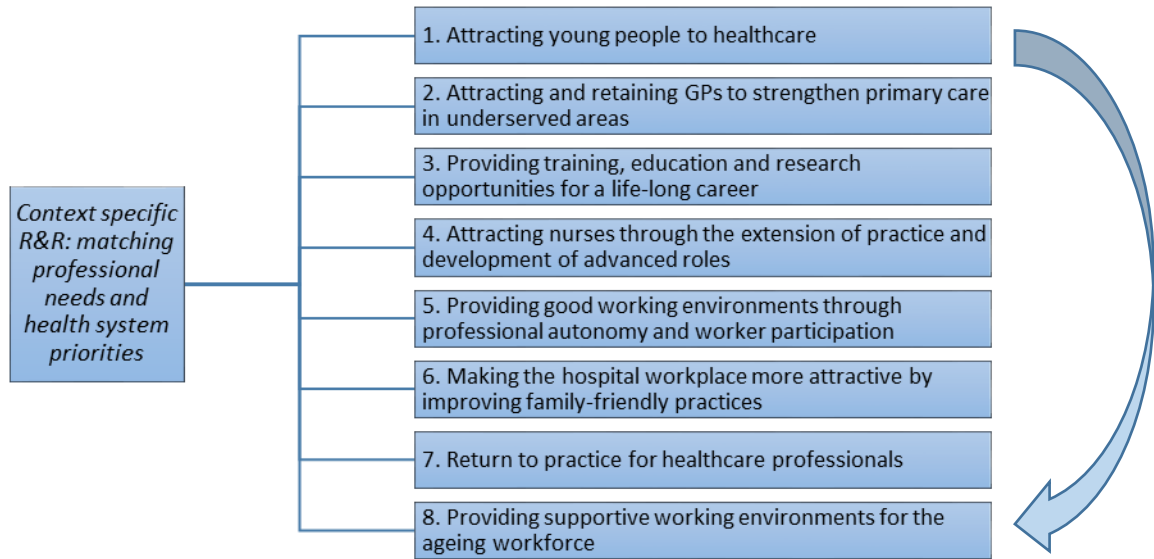 Context specific
R&R: matching
professional
needs and
health system
priorities
1. Attracting young people to healthcare
2. Attracting and retaining GPs to strengthen primary care
in underserved areas
3. Providing training, education and research
opportunities for a life-long career
4. Attracting nurses through the extension of practice and
development of advanced roles
5. Providing good working environments through
professional autonomy and worker participation
6. Making the hospital workplace more attractive by
improving family-friendly practices
7. Return to practice for healthcare professionals
8. Providing supportive working environments for the
ageing workforce